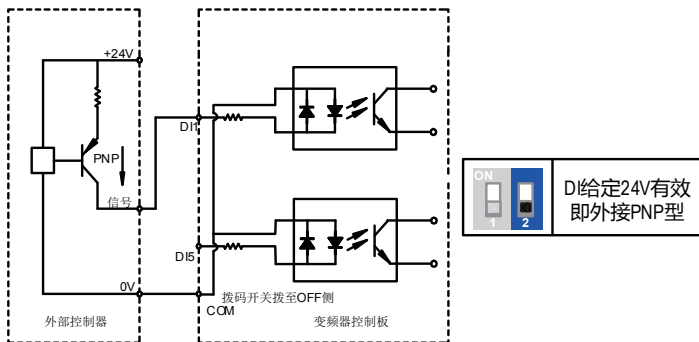 +24V
PNP
信号
0V
外部控制器
DI1
DI5
COM
拨码开关拨至OFF侧
变频器控制板
ON
1
2
DI给定24V有效
即外接PNP型